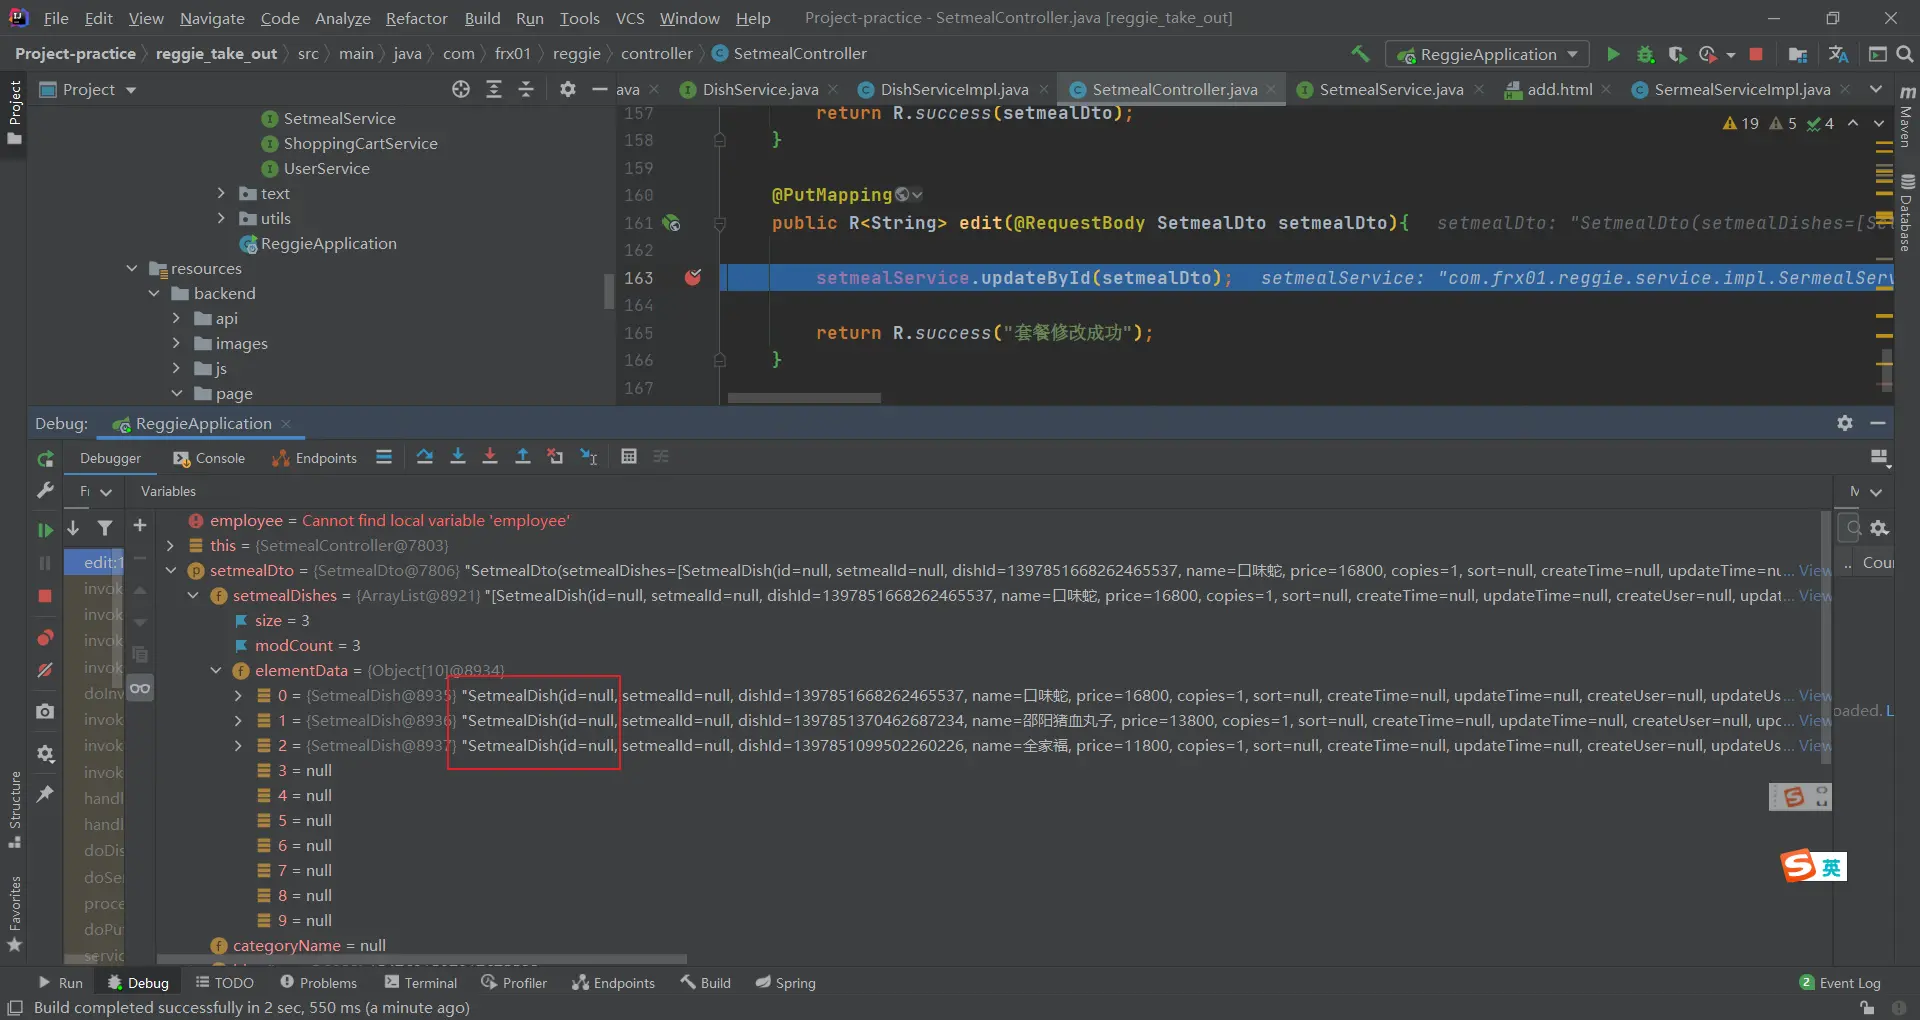 File Edit View Navigate Code Analyze Refactor Build Run Tools VCS Window Help Project-practice - SetmealController.java [reggie_take_out]
Project-practice reggie_take_out src main java com frx01 reggie controller SetmealController ReggieApplication
Project
Project
ava DishService.java DishServiceImpl.java SetmealController.java SetmealService.java add.html SermealServiceImpl.java
Maven
Database
SetmealService
ShoppingCartService
UserService
text
utils
ReggieApplication
resources
backend
api
images
js
page
19 5 4
157 return R.success(setmealDto);
158 }
159
160 @PutMapping
161 public R<String> edit(@RequestBody SetmealDto setmealDto){ setmealDto: "SetmealDto(setmealDishes=[Set
162
163 setmealService.updateById(setmealDto); setmealService: "com.frx01.reggie.service.impl.SermealServ
164
165 return R.success("套餐修改成功");
166 }
167
Debug: ReggieApplication
Debugger Console Endpoints
Fr Variables M
employee = Cannot find local variable 'employee'
this = {SetmealController@7803}
setmealDto = {SetmealDto@7806} "SetmealDto(setmealDishes=[SetmealDish(id=null, setmealId=null, dishId=1397851668262465537, name=口味蛇, price=16800, copies=1, sort=null, createTime=null, updateTime=nu... View
setmealDishes = {ArrayList@8921} "[SetmealDish(id=null, setmealId=null, dishId=1397851668262465537, name=口味蛇, price=16800, copies=1, sort=null, createTime=null, updateTime=null, createUser=null, updat... View
size = 3
modCount = 3
elementData = {Object[10]@8934}
0 = {SetmealDish@8935} "SetmealDish(id=null, setmealId=null, dishId=1397851668262465537, name=口味蛇, price=16800, copies=1, sort=null, createTime=null, updateTime=null, createUser=null, updateUs... View
1 = {SetmealDish@8936} "SetmealDish(id=null, setmealId=null, dishId=1397851370462687234, name=邵阳猪血丸子, price=13800, copies=1, sort=null, createTime=null, updateTime=null, createUser=null, upd... View
2 = {SetmealDish@8937} "SetmealDish(id=null, setmealId=null, dishId=1397851099502260226, name=全家福, price=11800, copies=1, sort=null, createTime=null, updateTime=null, createUser=null, updateUs... View
3 = null
4 = null
5 = null
6 = null
7 = null
8 = null
9 = null
categoryName = null
edit:1
invok
invok
invok
invok
doInv
invok
invok
invok
handl
handl
doDis
doSer
proce
doPu
servic
.. Cour
oaded. L
S
S 英
Structure
Favorites
Run Debug TODO Problems Terminal Profiler Endpoints Build Spring 2 Event Log
Build completed successfully in 2 sec, 550 ms (a minute ago)